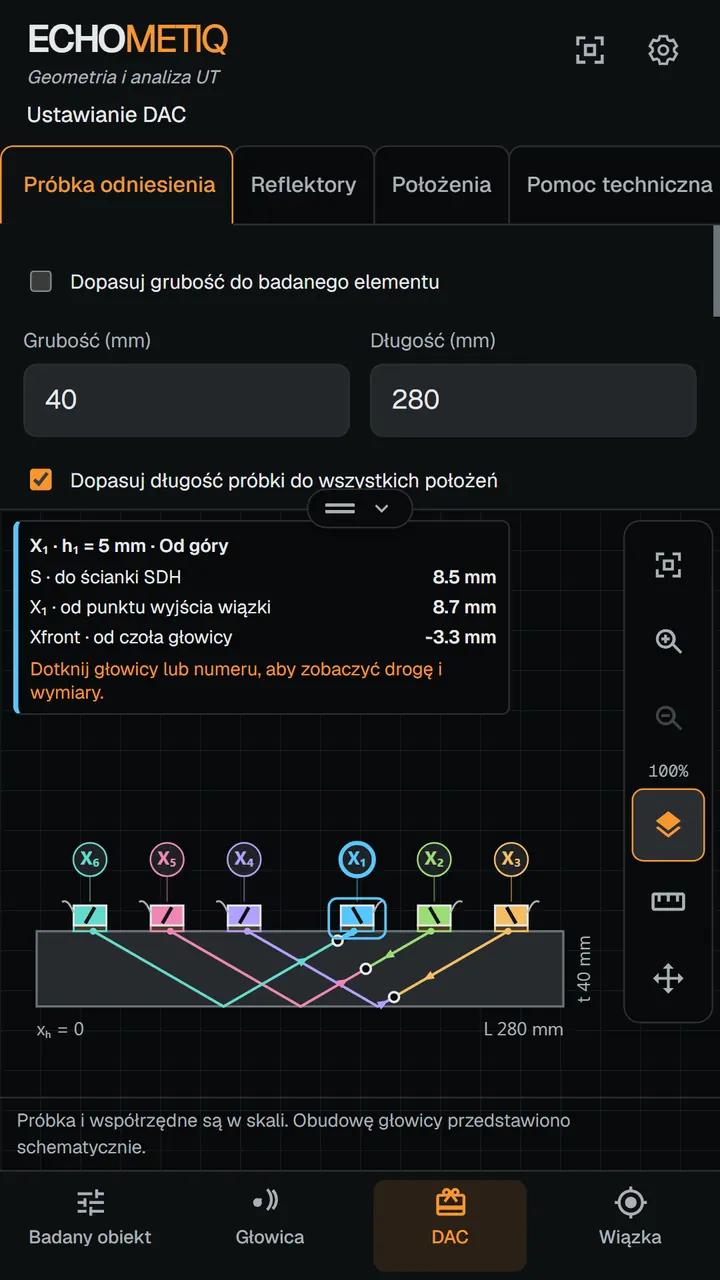 ECHOMETIQ
Geometria i analiza UT
Ustawianie DAC
Próbka odniesienia
Reflektory
Położenia
Pomoc techniczna
Dopasuj grubość do badanego elementu
Grubość (mm)
Długość (mm)
40
280
Dopasuj długość próbki do wszystkich położeń
X₁ · h₁ = 5 mm · Od góry
S · do ścianki SDH 8.5 mm
X₁ · od punktu wyjścia wiązki 8.7 mm
Xfront · od czoła głowicy -3.3 mm
Dotknij głowicy lub numeru, aby zobaczyć drogę i
wymiary.
100%
X₆ X₅ X₄ X₁ X₂ X₃
t 40 mm
xₕ = 0
L 280 mm
Próbka i współrzędne są w skali. Obudowę głowicy przedstawiono
schematycznie.
Badany obiekt
Głowica
DAC
Wiązka